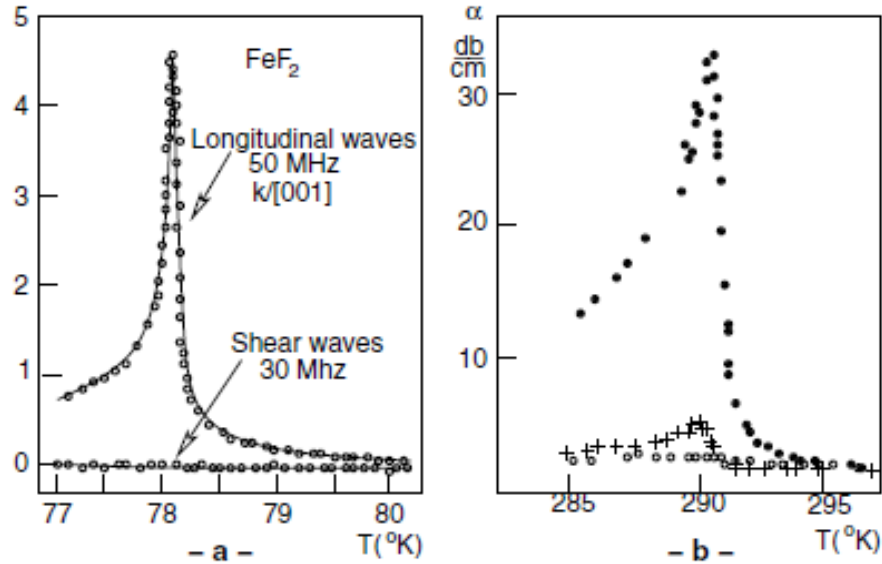 5
4
3
2
1
0
FeF2
Longitudinal waves
50 MHz
k/[001]
Shear waves
30 Mhz
77 78 79 80
T(°K)
– a –
α
db
cm
30
20
10
285 290 295
T(°K)
– b –